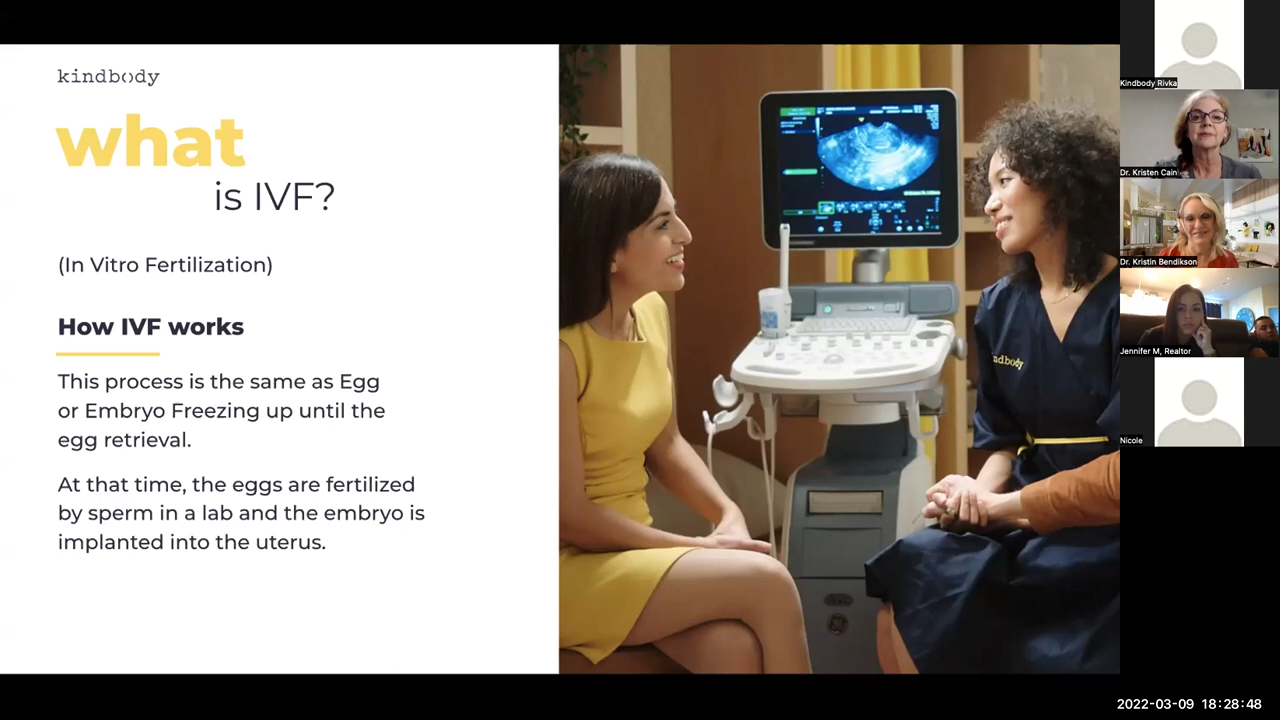 kindbody
what
is IVF?
(In Vitro Fertilization)
How IVF works
This process is the same as Egg
or Embryo Freezing up until the
egg retrieval.
At that time, the eggs are fertilized
by sperm in a lab and the embryo is
implanted into the uterus.
Kindbody Rivka
Dr. Kristen Cain
Dr. Kristin Bendikson
Jennifer M, Realtor
Nicole
2022-03-09 18:28:48